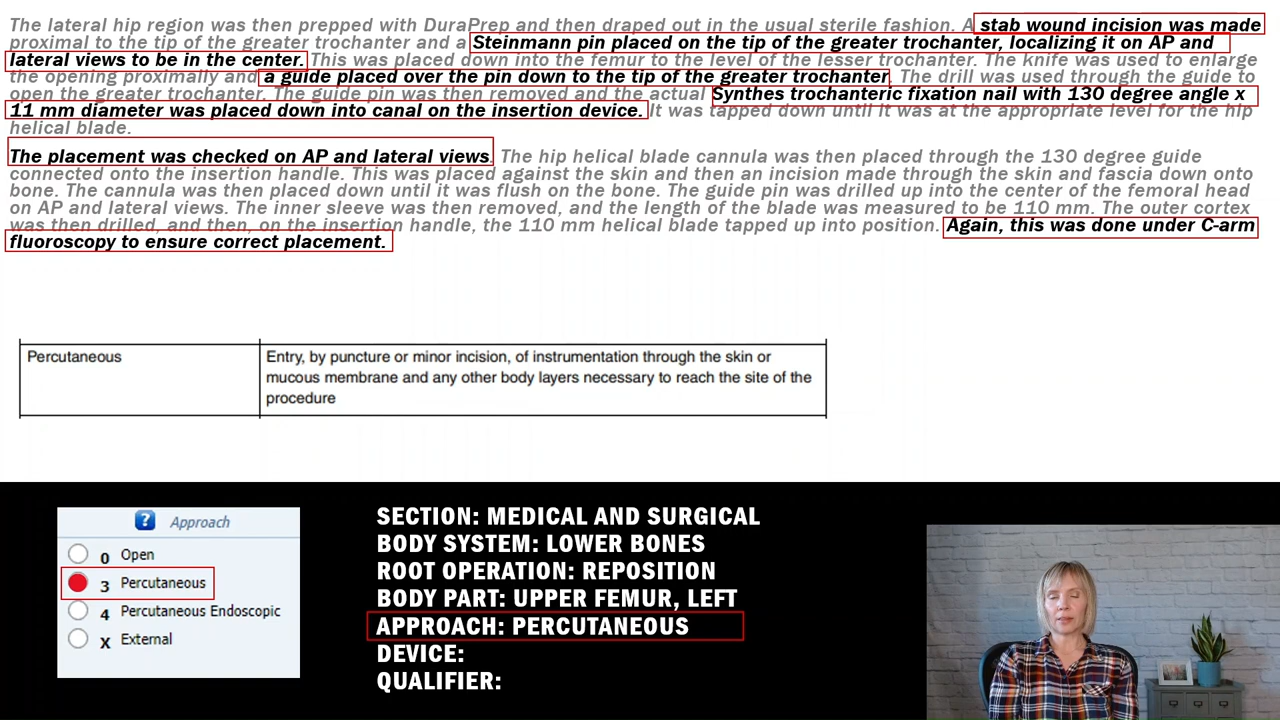 The lateral hip region was then prepped with DuraPrep and then draped out in the usual sterile fashion. A stab wound incision was made
proximal to the tip of the greater trochanter and a Steinmann pin placed on the tip of the greater trochanter, localizing it on AP and
lateral views to be in the center. This was placed down into the femur to the level of the lesser trochanter. The knife was used to enlarge
the opening proximally and a guide placed over the pin down to the tip of the greater trochanter. The drill was used through the guide to
open the greater trochanter. The guide pin was then removed and the actual Synthes trochanteric fixation nail with 130 degree angle x
11 mm diameter was placed down into canal on the insertion device. It was tapped down until it was at the appropriate level for the hip
helical blade.
The placement was checked on AP and lateral views. The hip helical blade cannula was then placed through the 130 degree guide
connected onto the insertion handle. This was placed against the skin and then an incision made through the skin and fascia down onto
bone. The cannula was then placed down until it was flush on the bone. The guide pin was drilled up into the center of the femoral head
on AP and lateral views. The inner sleeve was then removed, and the length of the blade was measured to be 110 mm. The outer cortex
was then drilled, and then, on the insertion handle, the 110 mm helical blade tapped up into position. Again, this was done under C-arm
fluoroscopy to ensure correct placement.
Percutaneous
Entry, by puncture or minor incision, of instrumentation through the skin or
mucous membrane and any other body layers necessary to reach the site of the
procedure
? Approach
0 Open
3 Percutaneous
4 Percutaneous Endoscopic
X External
SECTION: MEDICAL AND SURGICAL
BODY SYSTEM: LOWER BONES
ROOT OPERATION: REPOSITION
BODY PART: UPPER FEMUR, LEFT
APPROACH: PERCUTANEOUS
DEVICE:
QUALIFIER: